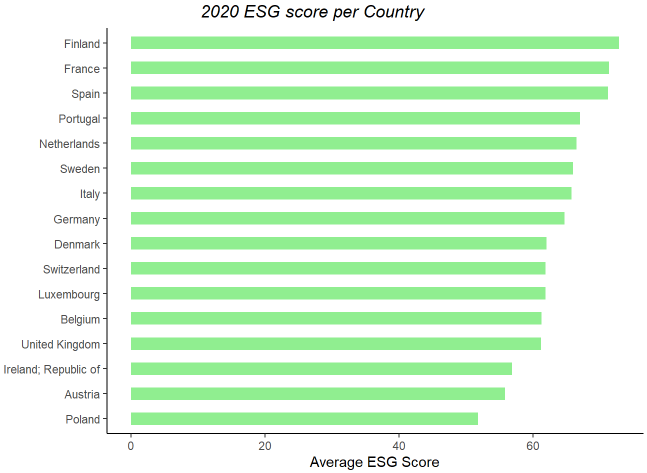 2020 ESG score per Country
Finland
France
Spain
Portugal
Netherlands
Sweden
Italy
Germany
Denmark
Switzerland
Luxembourg
Belgium
United Kingdom
Ireland; Republic of
Austria
Poland
0 20 40 60
Average ESG Score